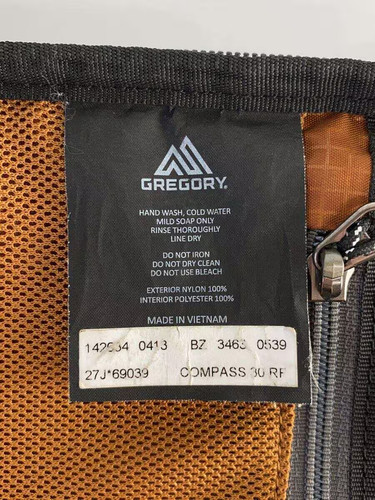 GREGORY.
HAND WASH, COLD WATER
MILD SOAP ONLY
RINSE THOROUGHLY
LINE DRY
DO NOT IRON
DO NOT DRY CLEAN
DO NOT USE BLEACH
EXTERIOR NYLON 100%
INTERIOR POLYESTER 100%
MADE IN VIETNAM
0413 BZ 0539
27J*69039 COMPASS 30